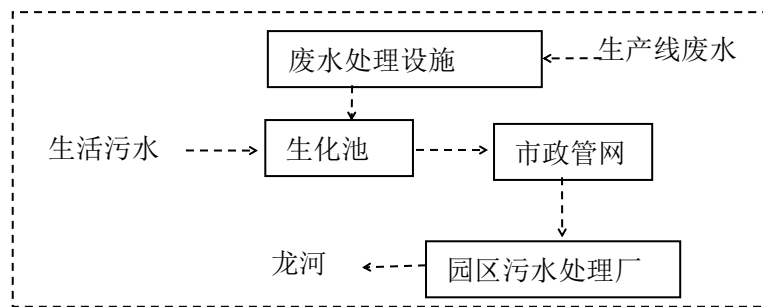 废水处理设施
生产线废水
生活污水
生化池
市政管网
龙河
园区污水处理厂